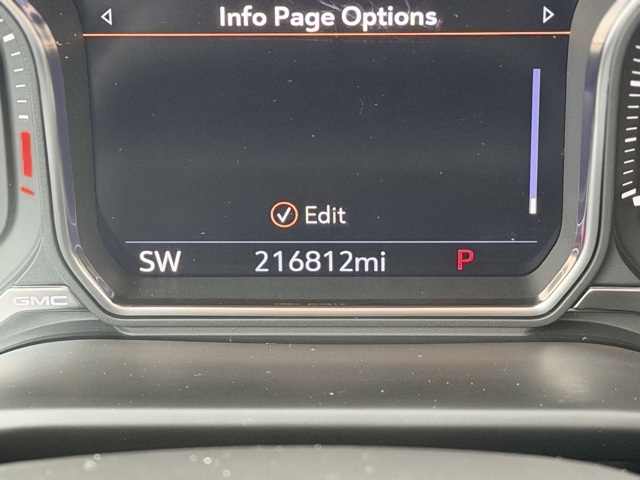 Info Page Options
Edit
SW 216812mi P
GMC